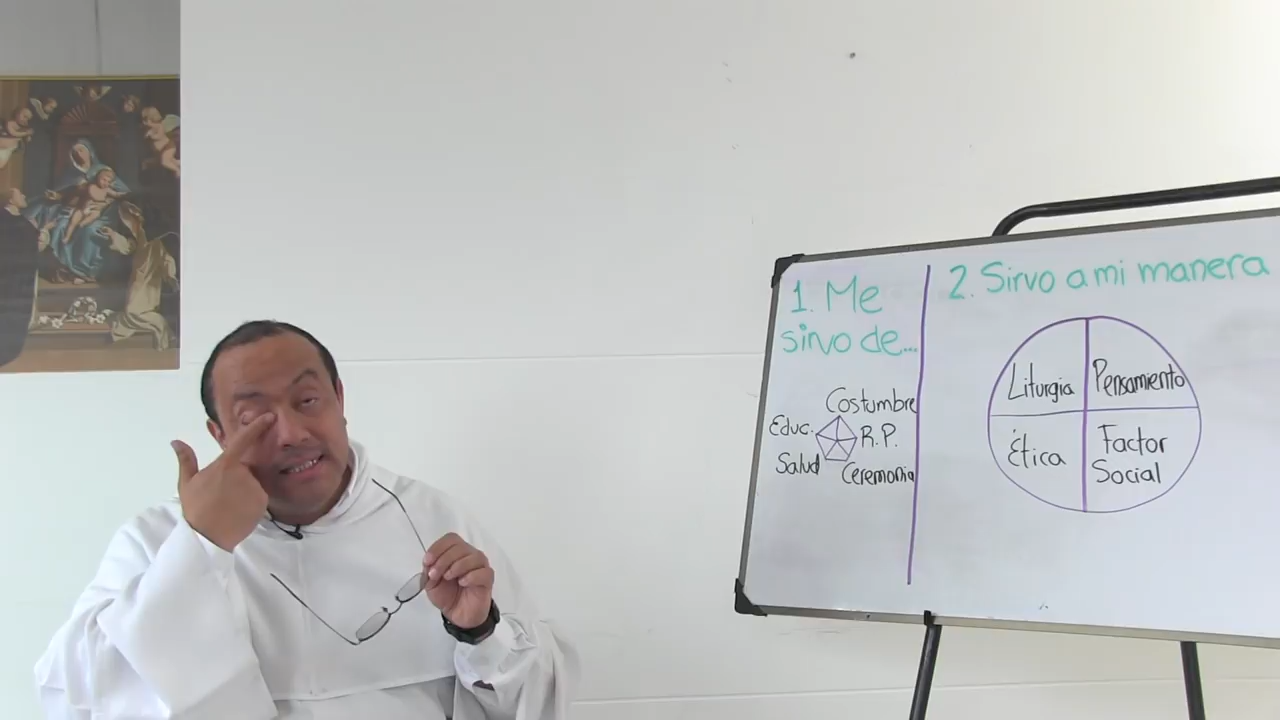 1. Me
sirvo de...
Costumbre
Educ.
R.P.
Salud
Ceremonia
2. Sirvo a mi manera
Liturgia
Pensamiento
Ética
Factor
Social